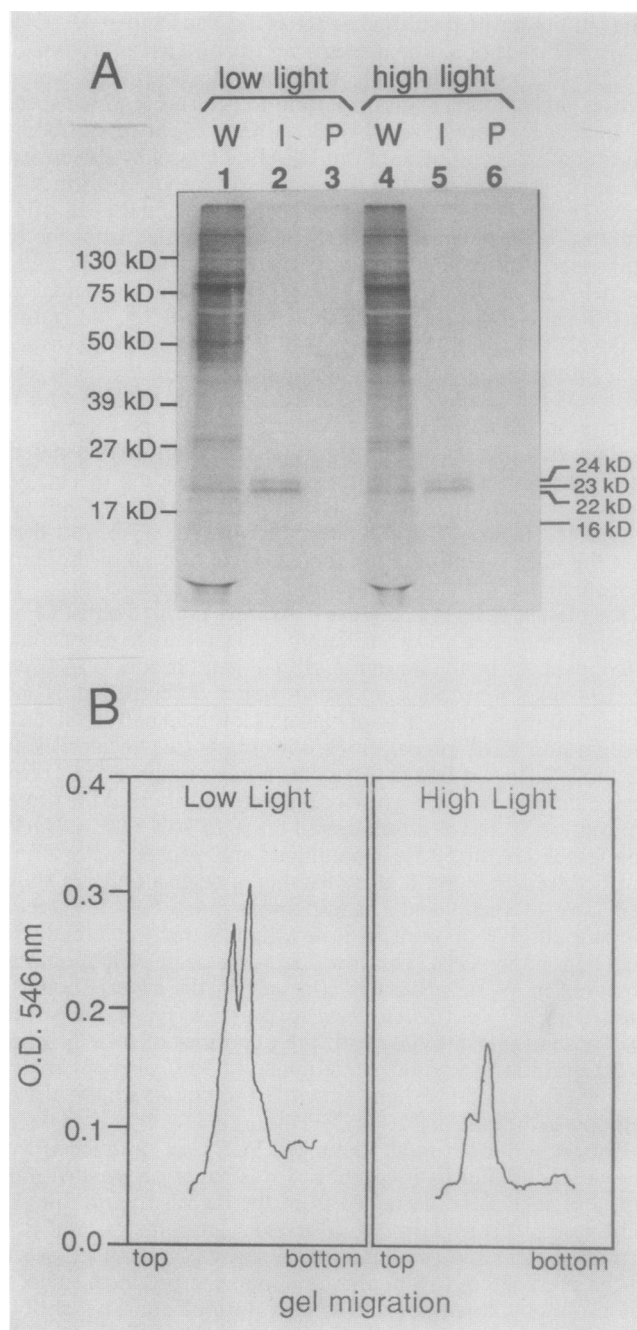 A
low light high light
W I P W I P
1 2 3 4 5 6
130 kD
75 kD
50 kD
39 kD
27 kD
17 kD
24 kD
23 kD
22 kD
16 kD
B
Low Light High Light
0.4
0.3
0.2
0.1
0.0
O.D. 546 nm
top bottom top bottom
gel migration